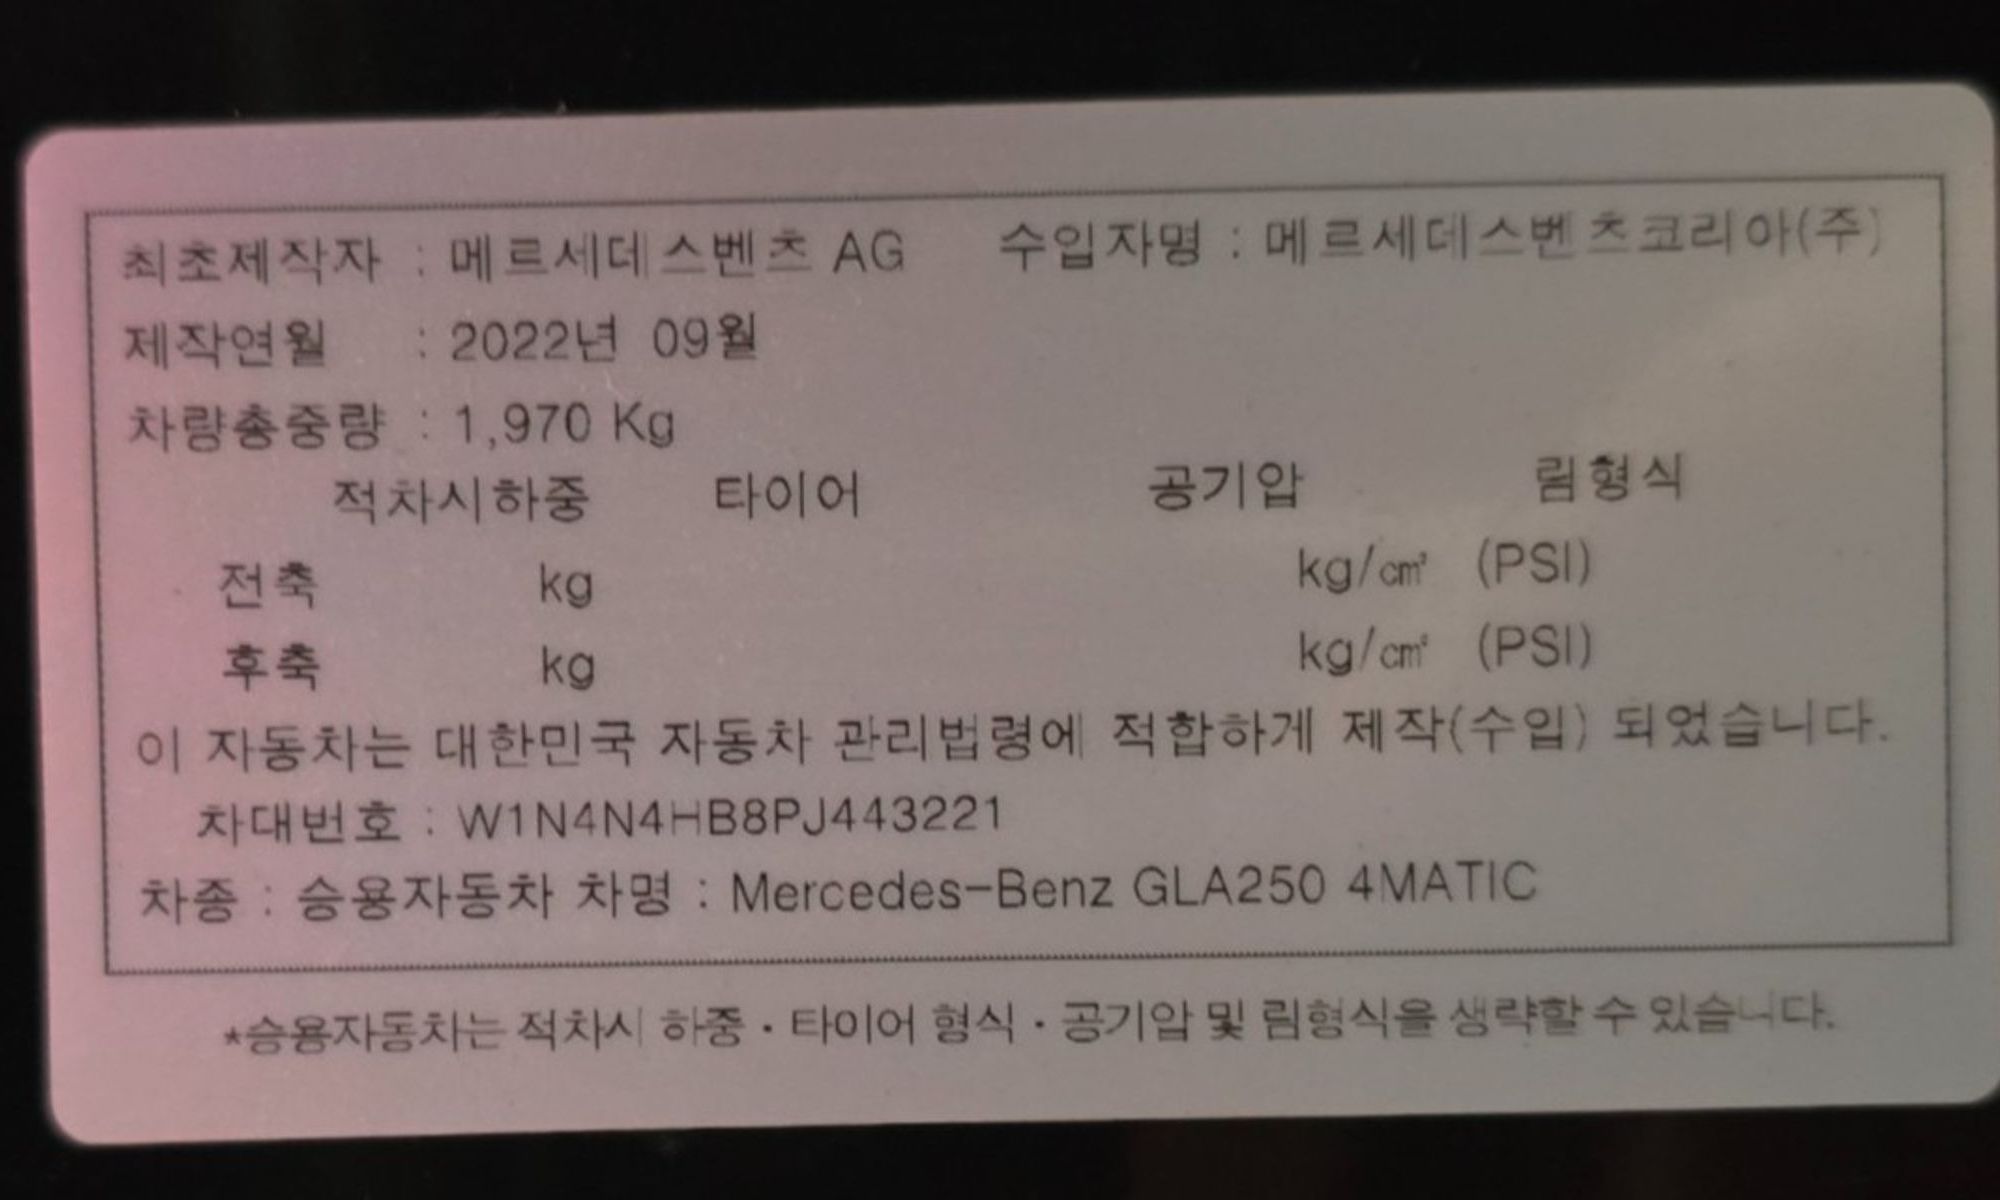 최초제작자 : 메르세데스벤츠 AG 수입자명 : 메르세데스벤츠코리아(주)
제작연월 : 2022년 09월
차량총중량 : 1,970 Kg
적차시하중 타이어 공기압 림형식
전축 kg kg/㎠ (PSI)
후축 kg kg/㎠ (PSI)
이 자동차는 대한민국 자동차 관리법령에 적합하게 제작(수입) 되었습니다.
차대번호 : W1N4N4HB8PJ443221
차종 : 승용자동차 차명 : Mercedes-Benz GLA250 4MATIC
*승용자동차는 적차시 하중 · 타이어 형식 · 공기압 및 림형식을 생략할 수 있습니다.